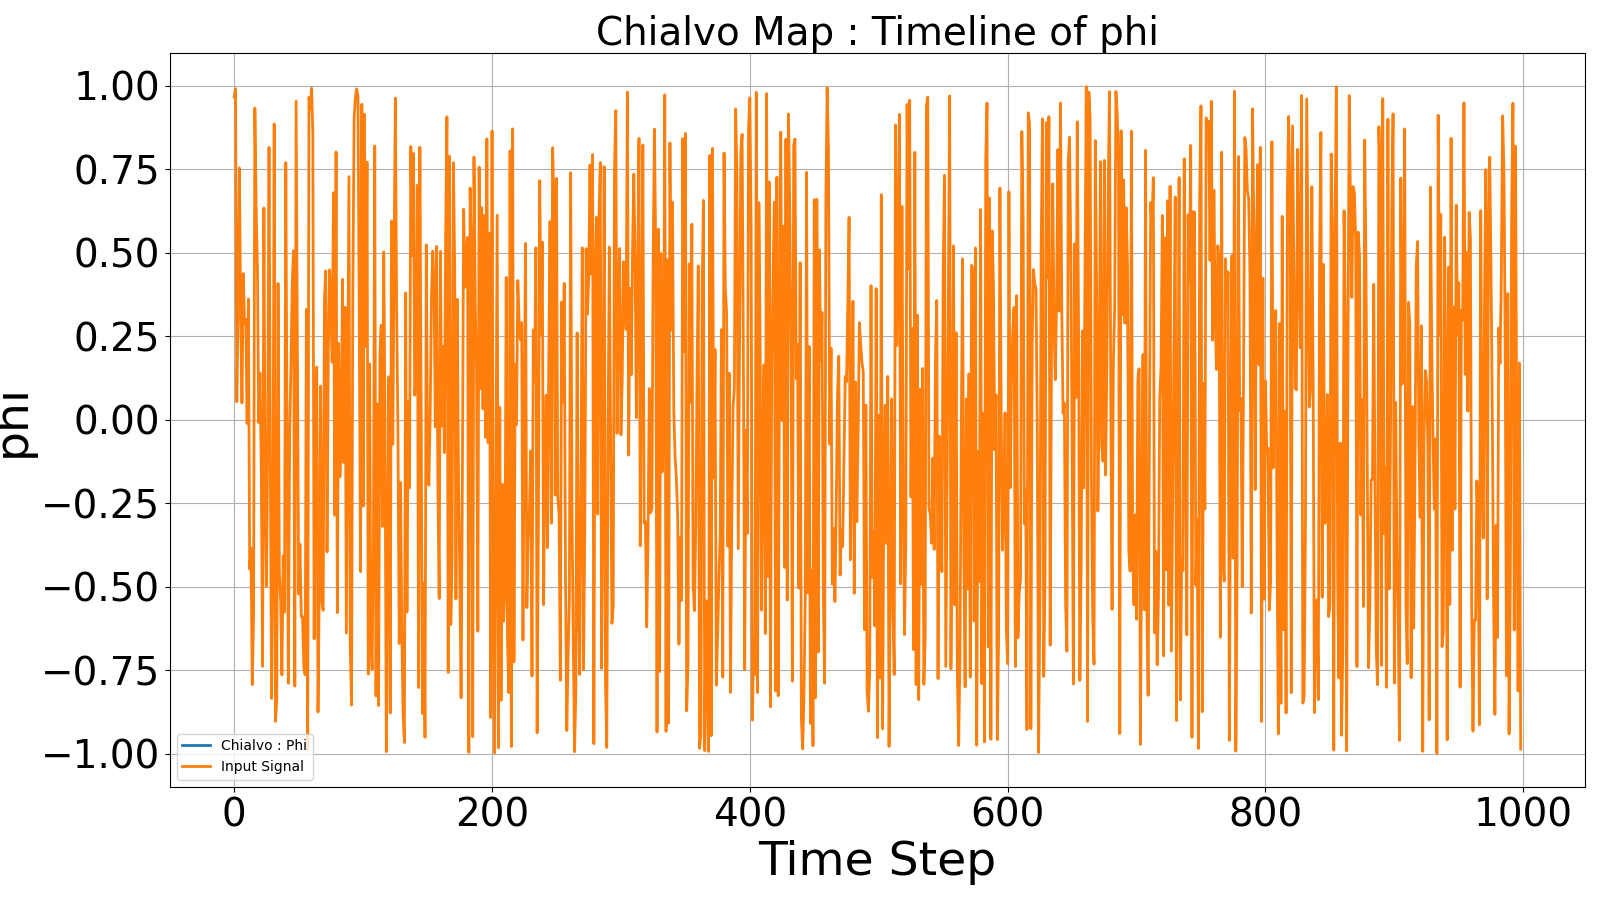 Chialvo Map : Timeline of phi
1.00
0.75
0.50
0.25
0.00
−0.25
−0.50
−0.75
−1.00
phi
Chialvo : Phi
Input Signal
0 200 400 600 800 1000
Time Step